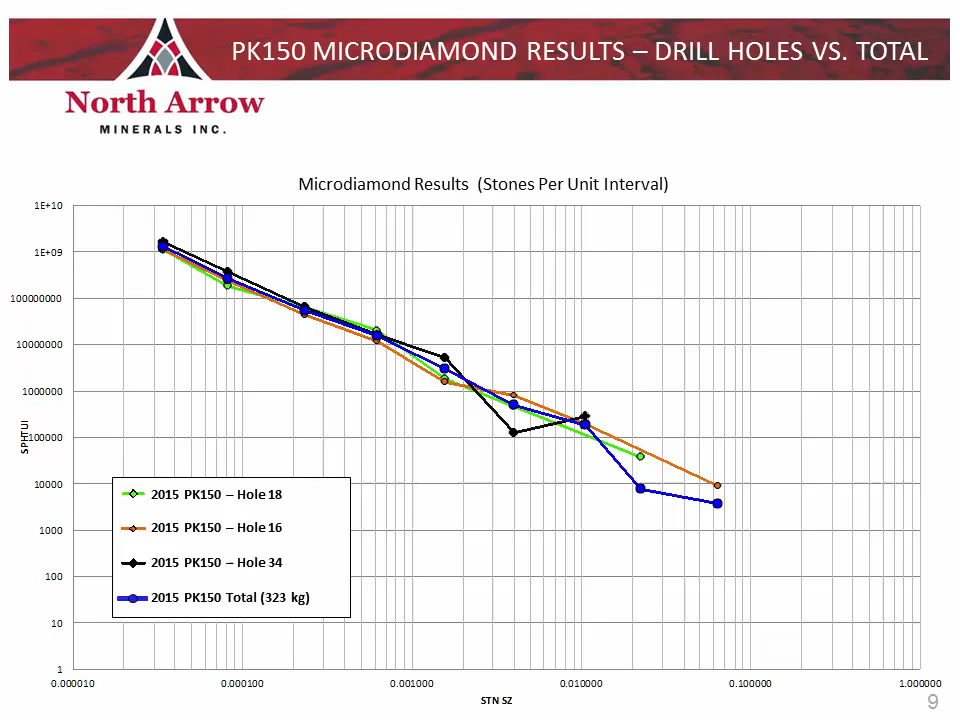 PK150 MICRODIAMOND RESULTS – DRILL HOLES VS. TOTAL
North Arrow
MINERALS INC.
Microdiamond Results (Stones Per Unit Interval)
1E+10
1E+09
100000000
10000000
1000000
100000
10000
1000
100
10
1
SPHTUI
2015 PK150 – Hole 18
2015 PK150 – Hole 16
2015 PK150 – Hole 34
2015 PK150 Total (323 kg)
0.000010 0.000100 0.001000 0.010000 0.100000 1.000000
STN SZ
9